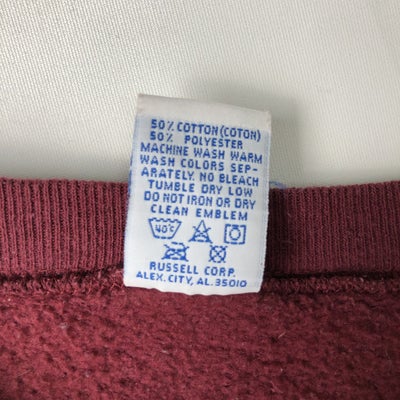 50% COTTON (COTON)
50% POLYESTER
MACHINE WASH WARM
WASH COLORS SEP-
ARATELY. NO BLEACH
TUMBLE DRY LOW
DO NOT IRON OR DRY
CLEAN EMBLEM
40°C
RUSSELL CORP.
ALEX. CITY, AL. 35010